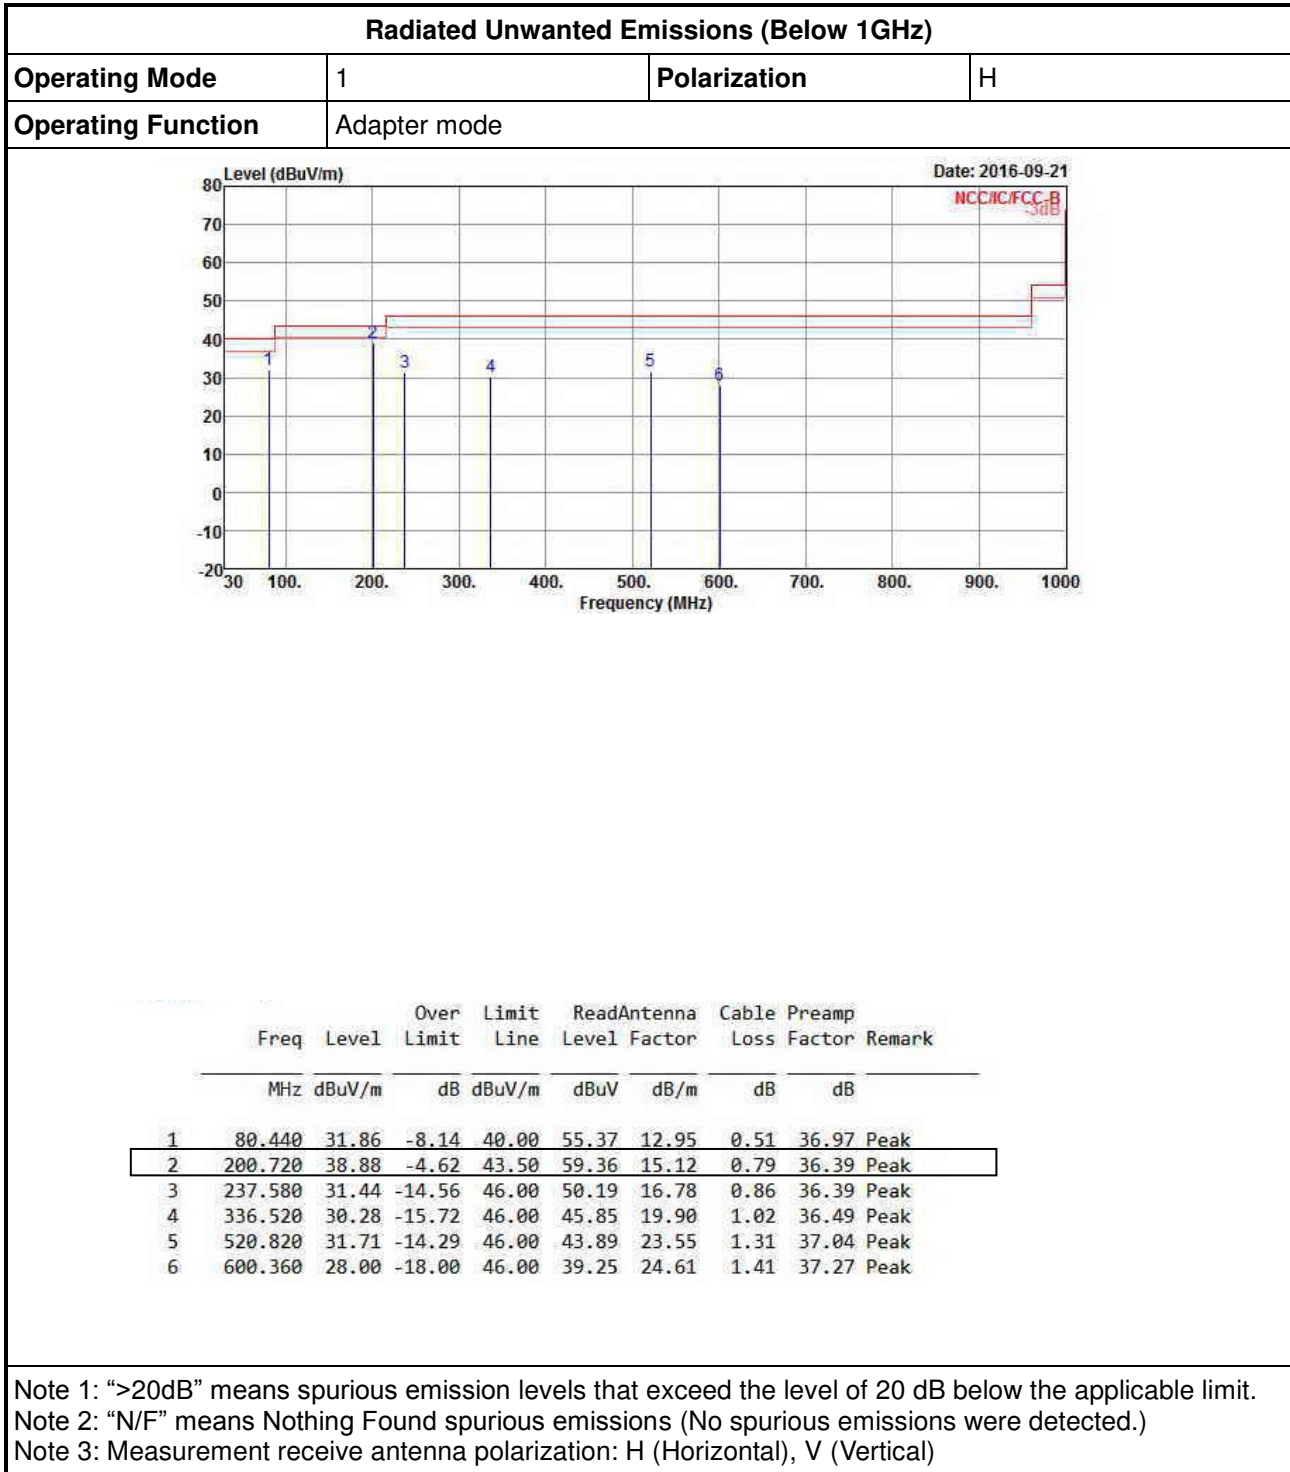 Radiated Unwanted Emissions (Below 1GHz)
Operating Mode 1 Polarization H
Operating Function Adapter mode
Level (dBuV/m) Date: 2016-09-21
80
NCC/IC/FCC-B
-3dB
70
60
50
40
30
20
10
0
-10
-20
1 2 3 4 5 6
30 100. 200. 300. 400. 500. 600. 700. 800. 900. 1000
Frequency (MHz)
Over Limit ReadAntenna Cable Preamp
Freq Level Limit Line Level Factor Loss Factor Remark
MHz dBuV/m dB dBuV/m dBuV dB/m dB dB
1 80.440 31.86 -8.14 40.00 55.37 12.95 0.51 36.97 Peak
2 200.720 38.88 -4.62 43.50 59.36 15.12 0.79 36.39 Peak
3 237.580 31.44 -14.56 46.00 50.19 16.78 0.86 36.39 Peak
4 336.520 30.28 -15.72 46.00 45.85 19.90 1.02 36.49 Peak
5 520.820 31.71 -14.29 46.00 43.89 23.55 1.31 37.04 Peak
6 600.360 28.00 -18.00 46.00 39.25 24.61 1.41 37.27 Peak
Note 1: “>20dB” means spurious emission levels that exceed the level of 20 dB below the applicable limit.
Note 2: “N/F” means Nothing Found spurious emissions (No spurious emissions were detected.)
Note 3: Measurement receive antenna polarization: H (Horizontal), V (Vertical)